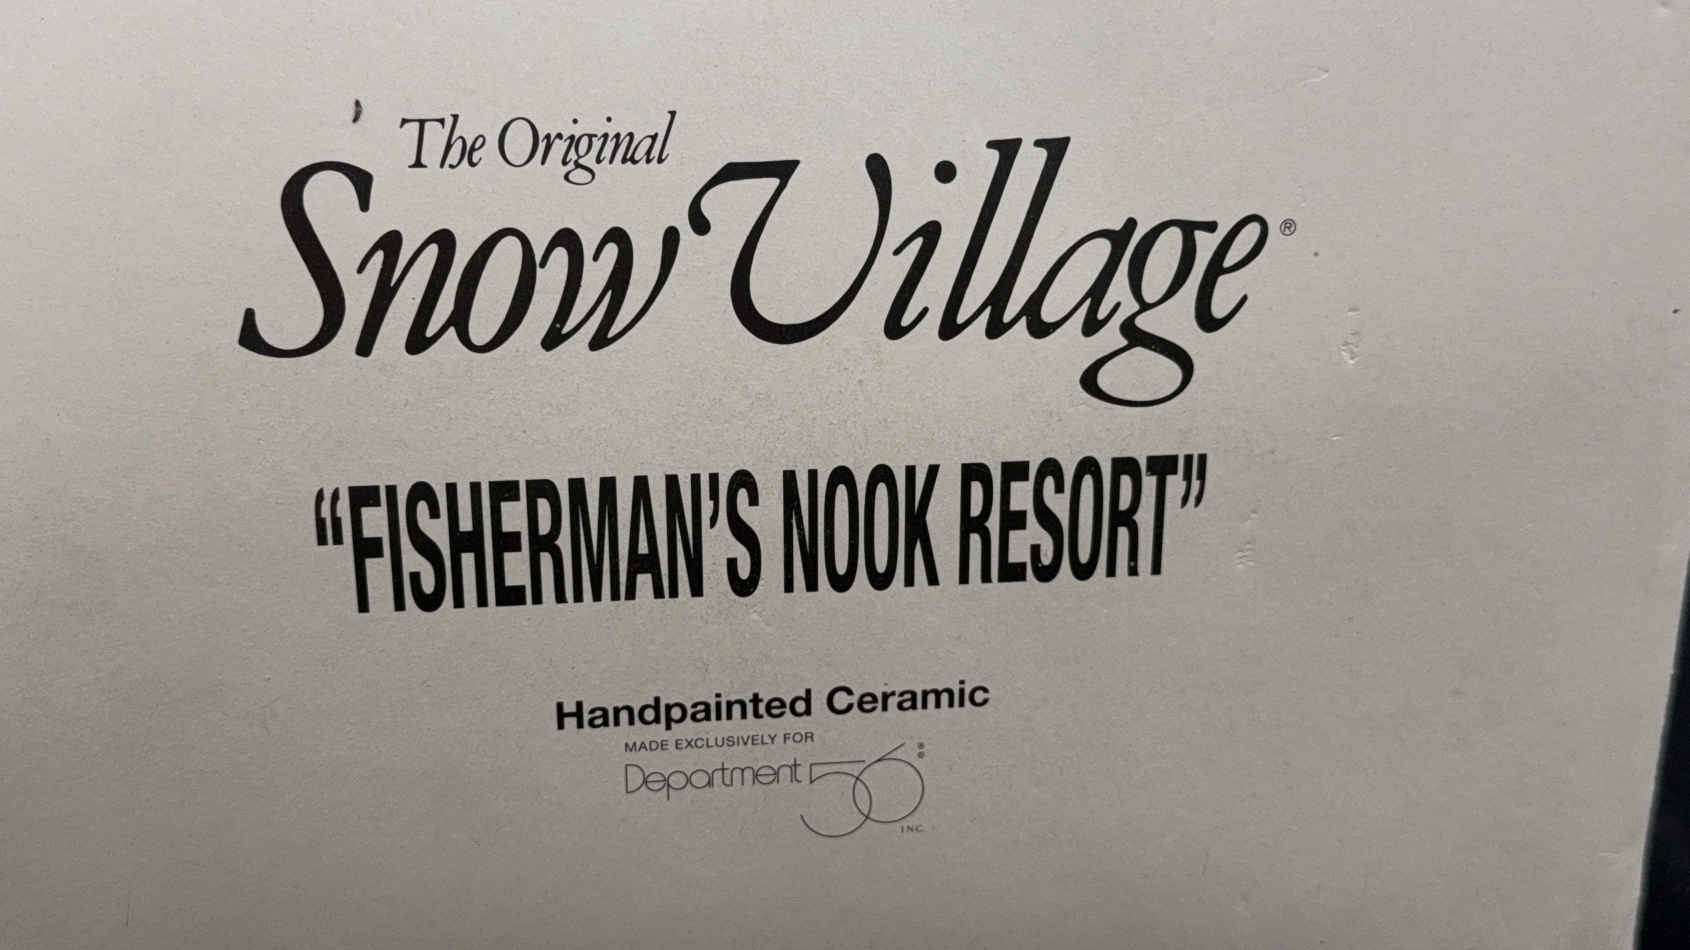 The Original
Snow Village®
“FISHERMAN’S NOOK RESORT”
Handpainted Ceramic
MADE EXCLUSIVELY FOR
Department 56®
INC.